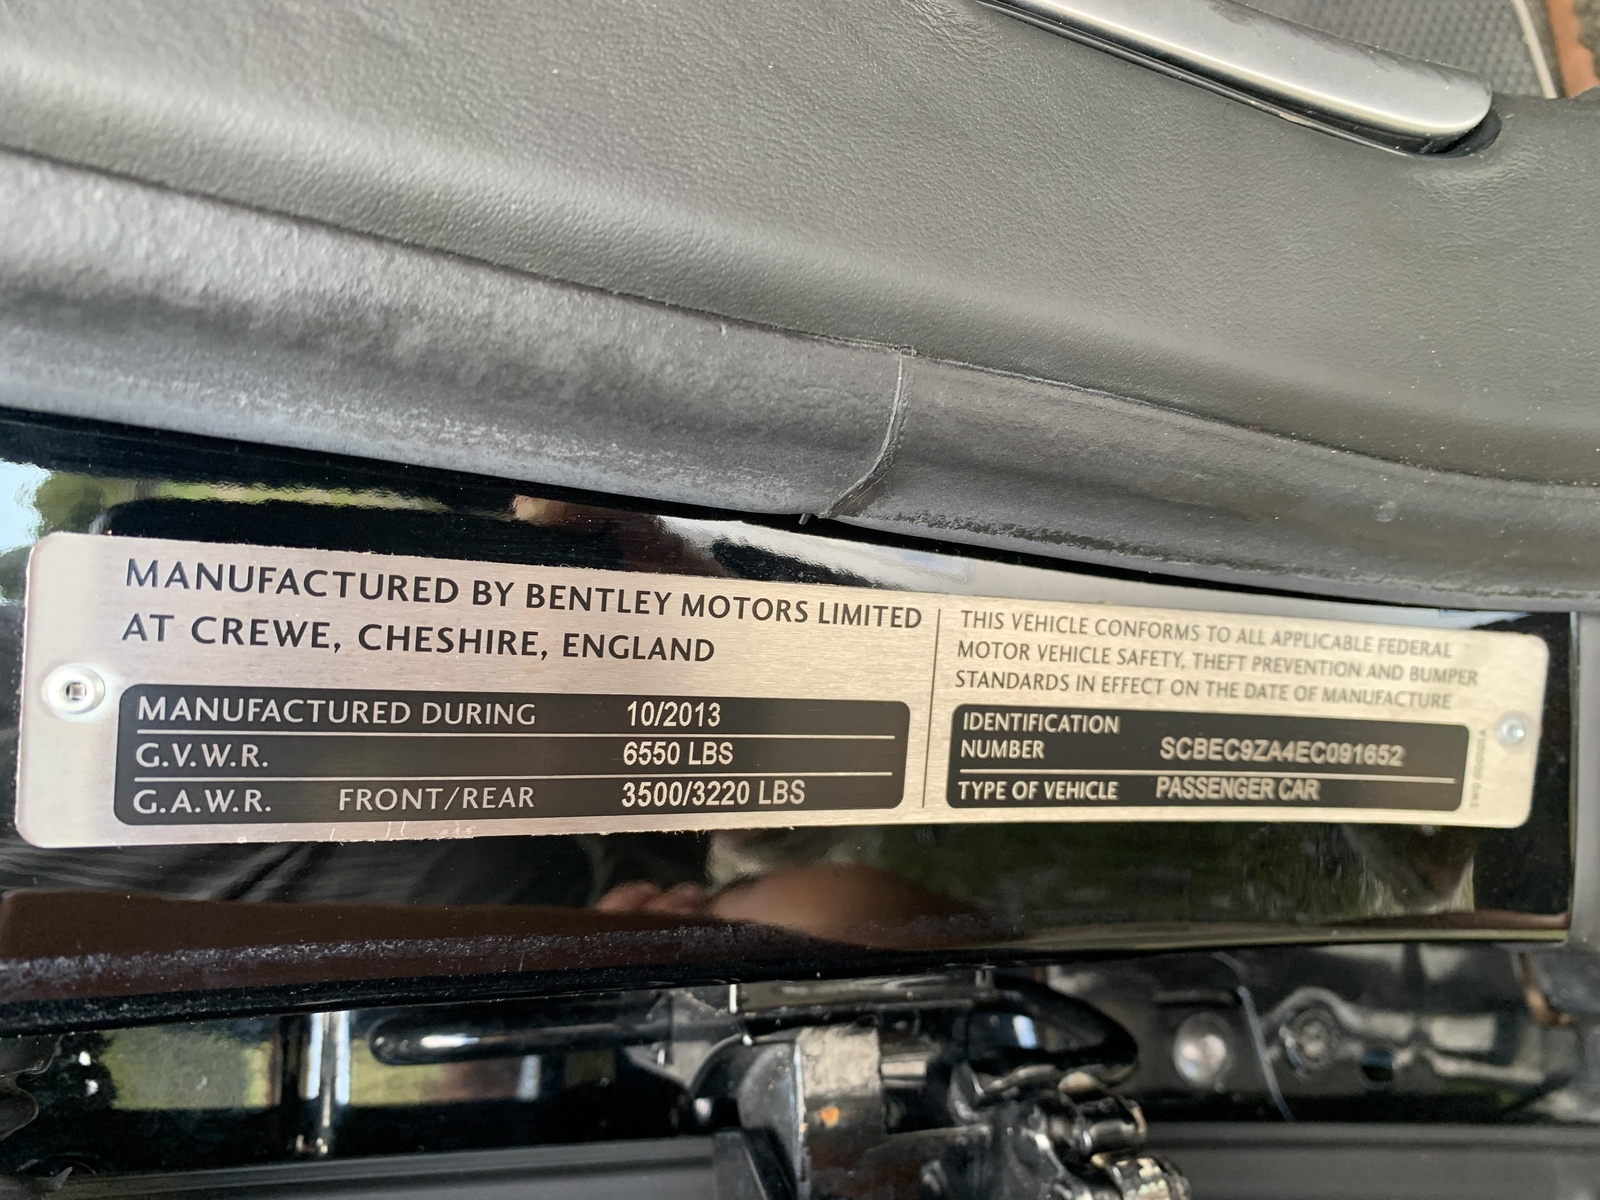 MANUFACTURED BY BENTLEY MOTORS LIMITED
AT CREWE, CHESHIRE, ENGLAND
MANUFACTURED DURING 10/2013
G.V.W.R. 6550 LBS
G.A.W.R. FRONT/REAR 3500/3220 LBS
THIS VEHICLE CONFORMS TO ALL APPLICABLE FEDERAL
MOTOR VEHICLE SAFETY, THEFT PREVENTION AND BUMPER
STANDARDS IN EFFECT ON THE DATE OF MANUFACTURE
IDENTIFICATION
NUMBER SCBEC9ZA4EC091652
TYPE OF VEHICLE PASSENGER CAR